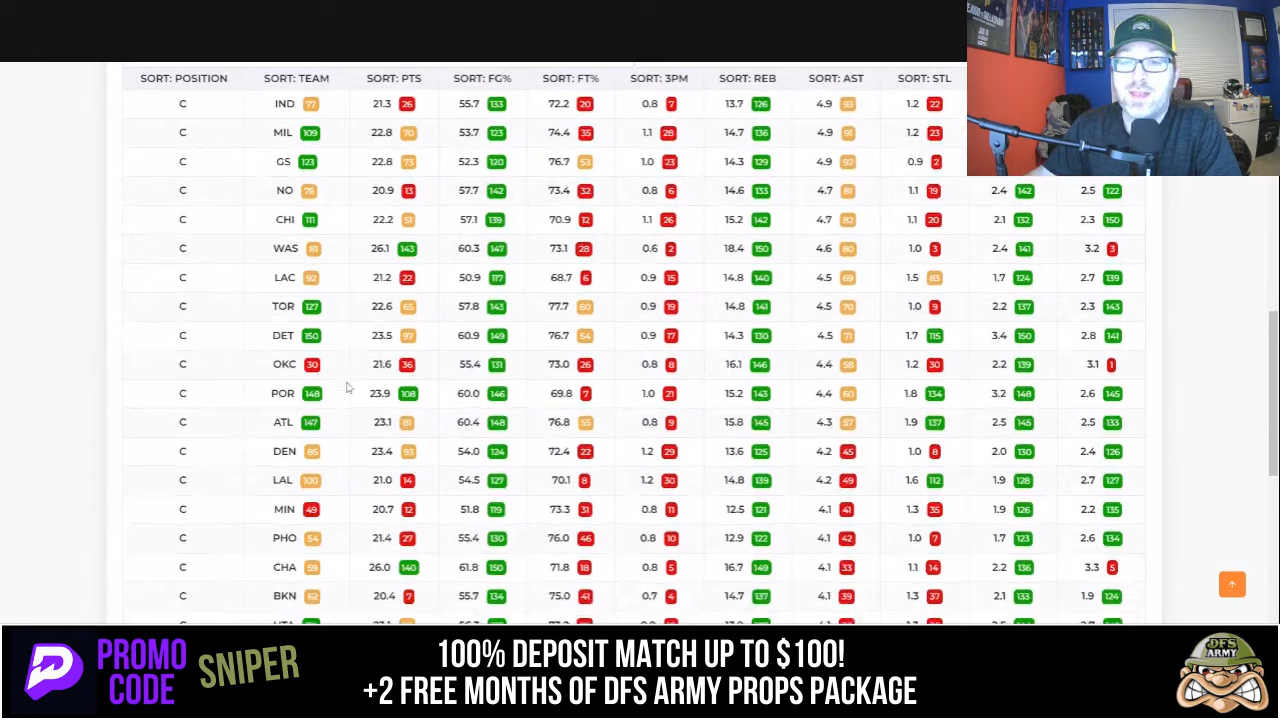 SORT: POSITION SORT: TEAM SORT: PTS SORT: FG% SORT: FT% SORT: 3PM SORT: REB SORT: AST SORT: STL
C IND 77 21.3 26 55.7 133 72.2 20 0.8 7 13.7 126 4.9 93 1.2 22
C MIL 109 22.8 70 53.7 123 74.4 35 1.1 28 14.7 136 4.9 91 1.2 23
C GS 123 22.8 73 52.3 120 76.7 53 1.0 23 14.3 129 4.9 92 0.9 2
C NO 76 20.9 13 57.7 142 73.4 32 0.8 6 14.6 133 4.7 81 1.1 19 2.4 142 2.5 122
C CHI 111 22.2 51 57.1 139 70.9 12 1.1 26 15.2 142 4.7 82 1.1 20 2.1 132 2.3 150
C WAS 81 26.1 143 60.3 147 73.1 28 0.6 2 18.4 150 4.6 80 1.0 3 2.4 141 3.2 3
C LAC 92 21.2 22 50.9 117 68.7 6 0.9 15 14.8 140 4.5 69 1.5 83 1.7 124 2.7 139
C TOR 127 22.6 65 57.8 143 77.7 60 0.9 19 14.8 141 4.5 70 1.0 9 2.2 137 2.3 143
C DET 150 23.5 97 60.9 149 76.7 54 0.9 17 14.3 130 4.5 71 1.7 115 3.4 150 2.8 141
C OKC 30 21.6 36 55.4 131 73.0 26 0.8 8 16.1 146 4.4 58 1.2 30 2.2 139 3.1 1
C POR 148 23.9 108 60.0 146 69.8 7 1.0 21 15.2 143 4.4 60 1.8 134 3.2 148 2.6 145
C ATL 147 23.1 81 60.4 148 76.8 55 0.8 9 15.8 145 4.3 57 1.9 137 2.5 145 2.5 133
C DEN 85 23.4 93 54.0 124 72.4 22 1.2 29 13.6 125 4.2 45 1.0 8 2.0 130 2.4 126
C LAL 100 21.0 14 54.5 127 70.1 8 1.2 30 14.8 139 4.2 49 1.6 112 1.9 128 2.7 127
C MIN 49 20.7 12 51.8 119 73.3 31 0.8 11 12.5 121 4.1 41 1.3 35 1.9 126 2.2 135
C PHO 54 21.4 27 55.4 130 76.0 46 0.8 10 12.9 122 4.1 42 1.0 7 1.7 123 2.6 134
C CHA 59 26.0 140 61.8 150 71.8 18 0.8 5 16.7 149 4.1 33 1.1 14 2.2 136 3.3 5
C BKN 62 20.4 7 55.7 134 75.0 41 0.7 4 14.7 137 4.1 39 1.3 37 2.1 133 1.9 124
PROMO CODE SNIPER
100% DEPOSIT MATCH UP TO $100!
+2 FREE MONTHS OF DFS ARMY PROPS PACKAGE
DFS ARMY